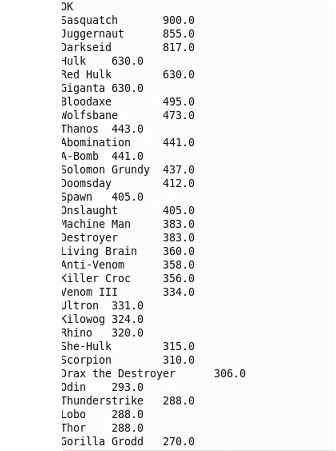 OK
Sasquatch 900.0
Juggernaut 855.0
Darkseid 817.0
Hulk 630.0
Red Hulk 630.0
Giganta 630.0
Bloodaxe 495.0
Wolfsbane 473.0
Thanos 443.0
Abomination 441.0
A-Bomb 441.0
Solomon Grundy 437.0
Doomsday 412.0
Spawn 405.0
Onslaught 405.0
Machine Man 383.0
Destroyer 383.0
Living Brain 360.0
Anti-Venom 358.0
Killer Croc 356.0
Venom III 334.0
Ultron 331.0
Kilowog 324.0
Rhino 320.0
She-Hulk 315.0
Scorpion 310.0
Drax the Destroyer 306.0
Odin 293.0
Thunderstrike 288.0
Lobo 288.0
Thor 288.0
Gorilla Grodd 270.0